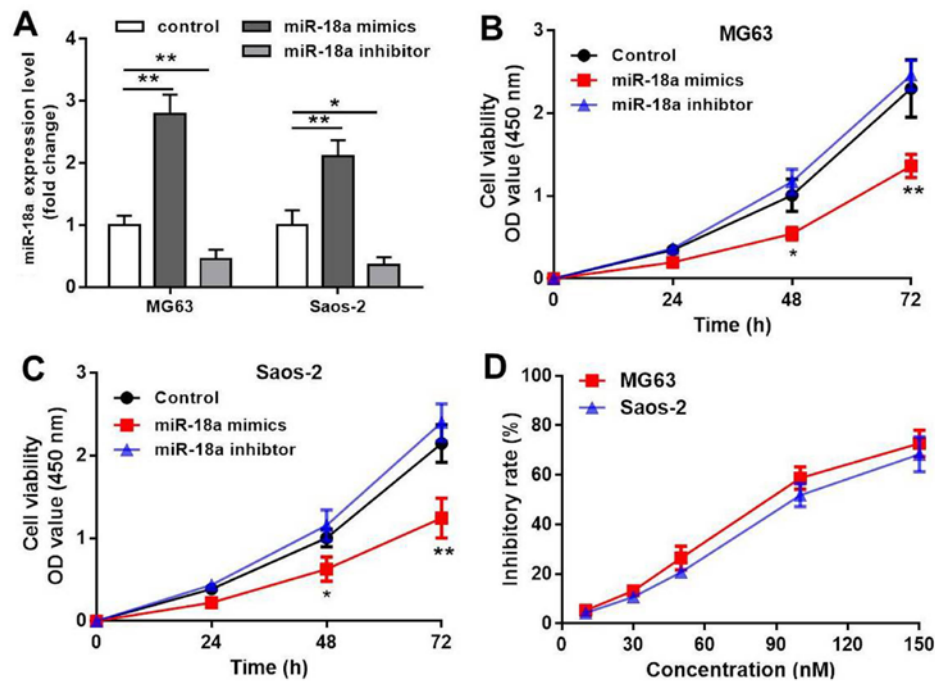 A
control
miR-18a mimics
miR-18a inhibitor
miR-18a expression level
(fold change)
4
3
2
1
0
**
**
*
**
MG63
Saos-2
B
MG63
Control
miR-18a mimics
miR-18a inhibtor
Cell viability
OD value (450 nm)
3
2
1
0
*
**
0
24
48
72
Time (h)
C
Saos-2
Control
miR-18a mimics
miR-18a inhibtor
Cell viability
OD value (450 nm)
3
2
1
0
*
**
0
24
48
72
Time (h)
D
MG63
Saos-2
Inhibitory rate (%)
100
80
60
40
20
0
0
30
60
90
120
150
Concentration (nM)